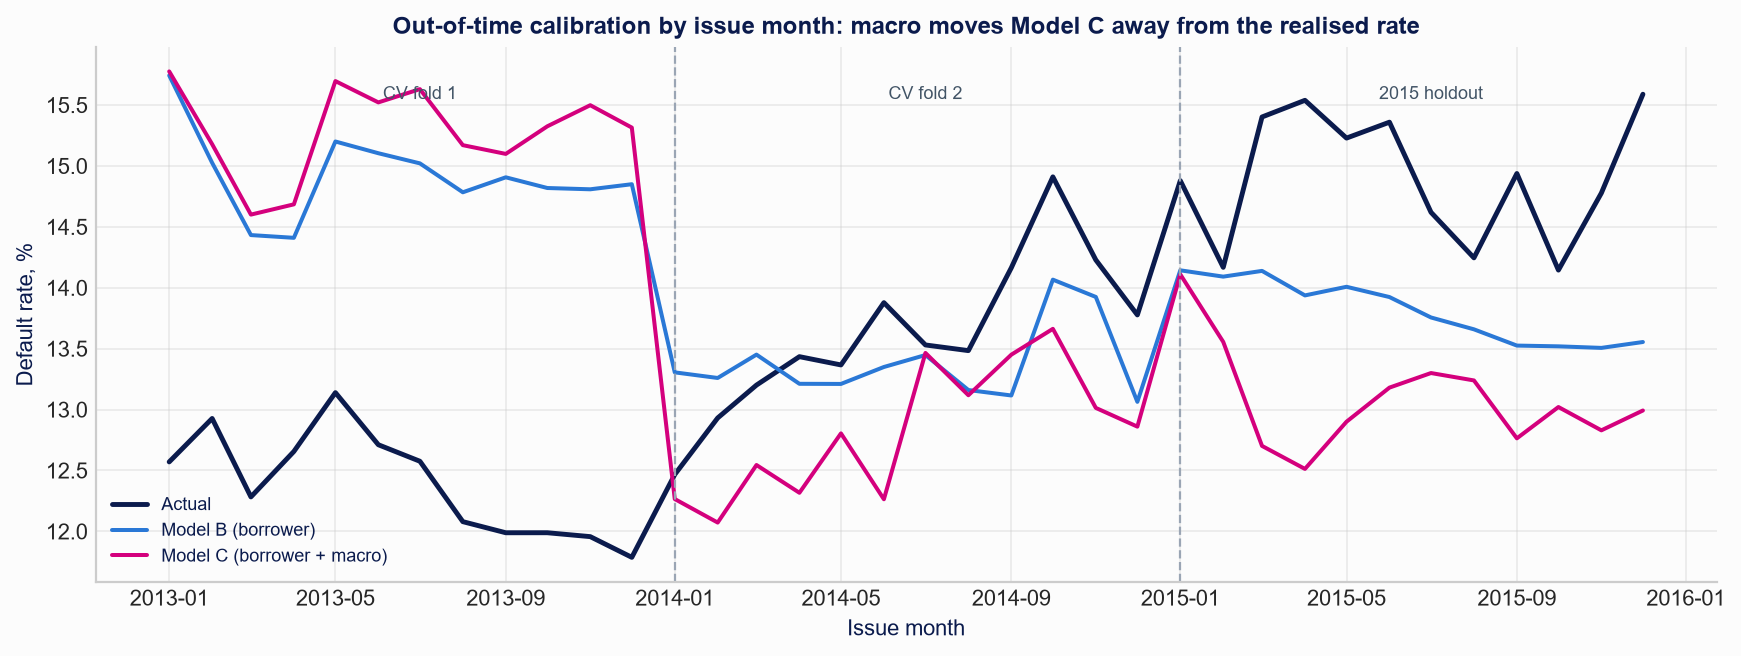 Out-of-time calibration by issue month: macro moves Model C away from the realised rate
CV fold 1
CV fold 2
2015 holdout
Default rate, %
15.5
15.0
14.5
14.0
13.5
13.0
12.5
12.0
Actual
Model B (borrower)
Model C (borrower + macro)
2013-01 2013-05 2013-09 2014-01 2014-05 2014-09 2015-01 2015-05 2015-09 2016-01
Issue month